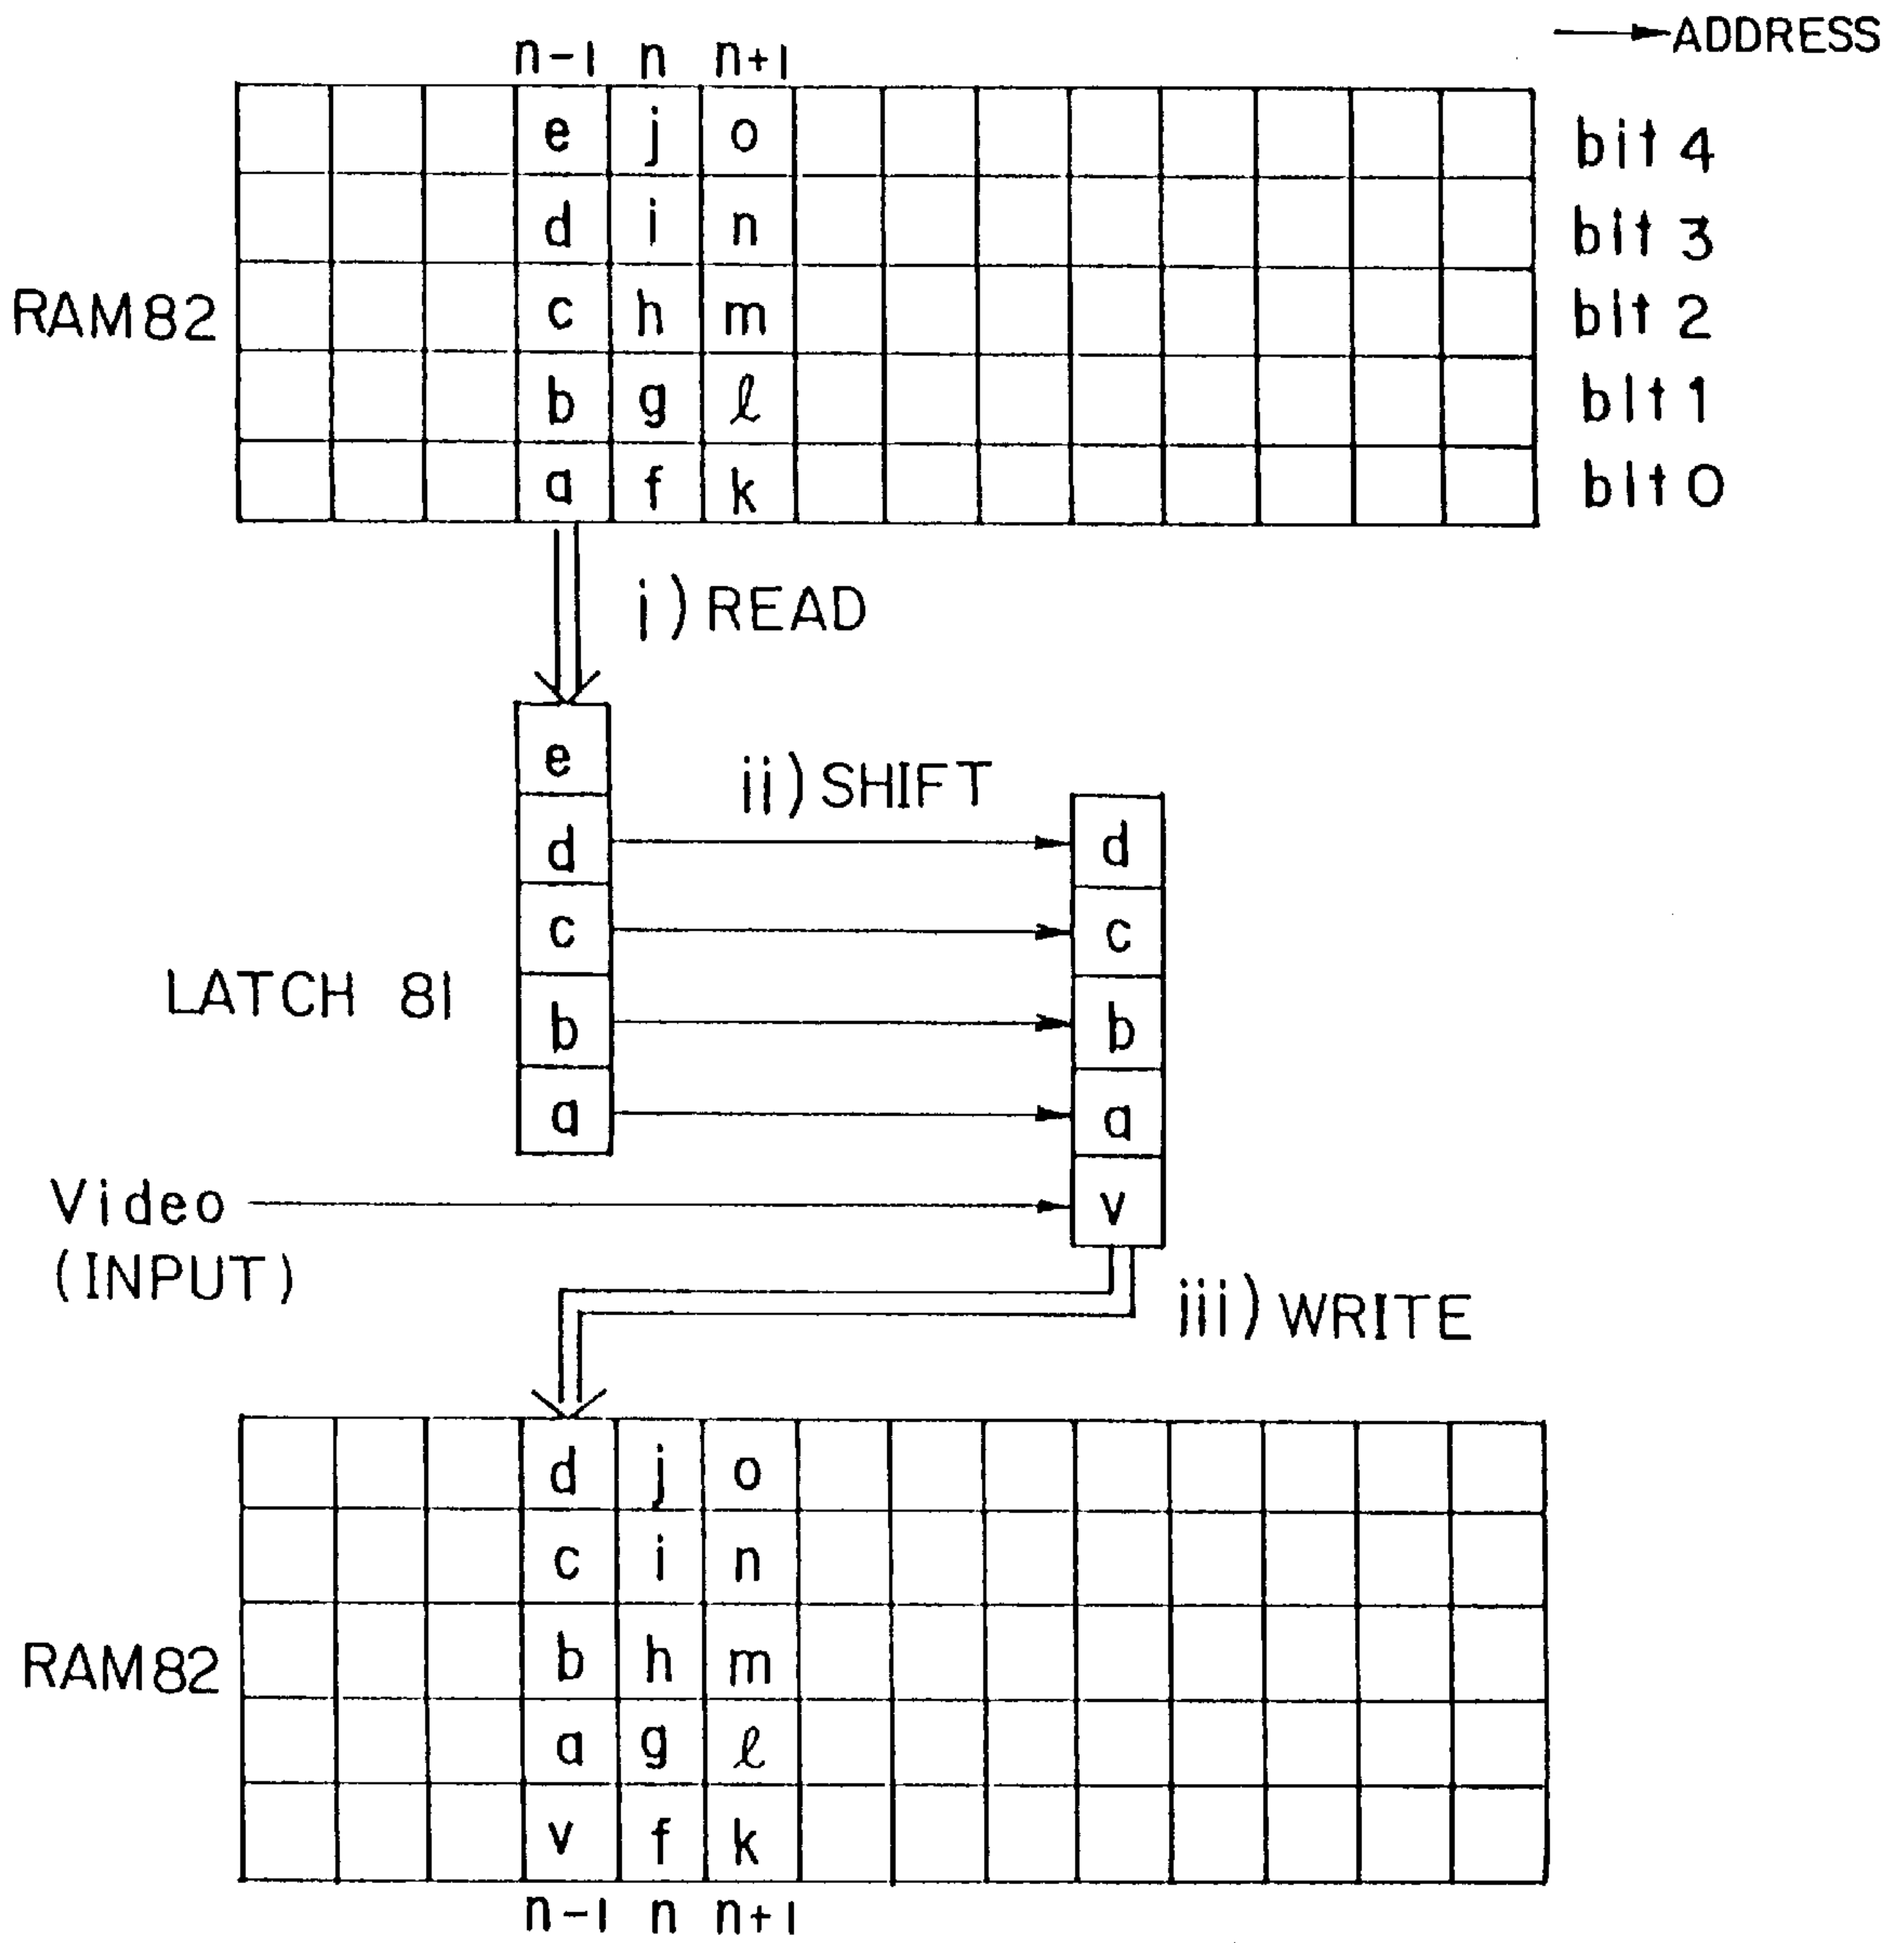 →ADDRESS
n-1 n n+1
e j o bit 4
d i n bit 3
RAM82 c h m bit 2
b g ℓ bit 1
a f k bit 0
i) READ
e
ii) SHIFT
d d
c c
LATCH 81
b b
a a
Video v
(INPUT)
iii) WRITE
d j o
c i n
RAM82 b h m
a g ℓ
v f k
n-1 n n+1